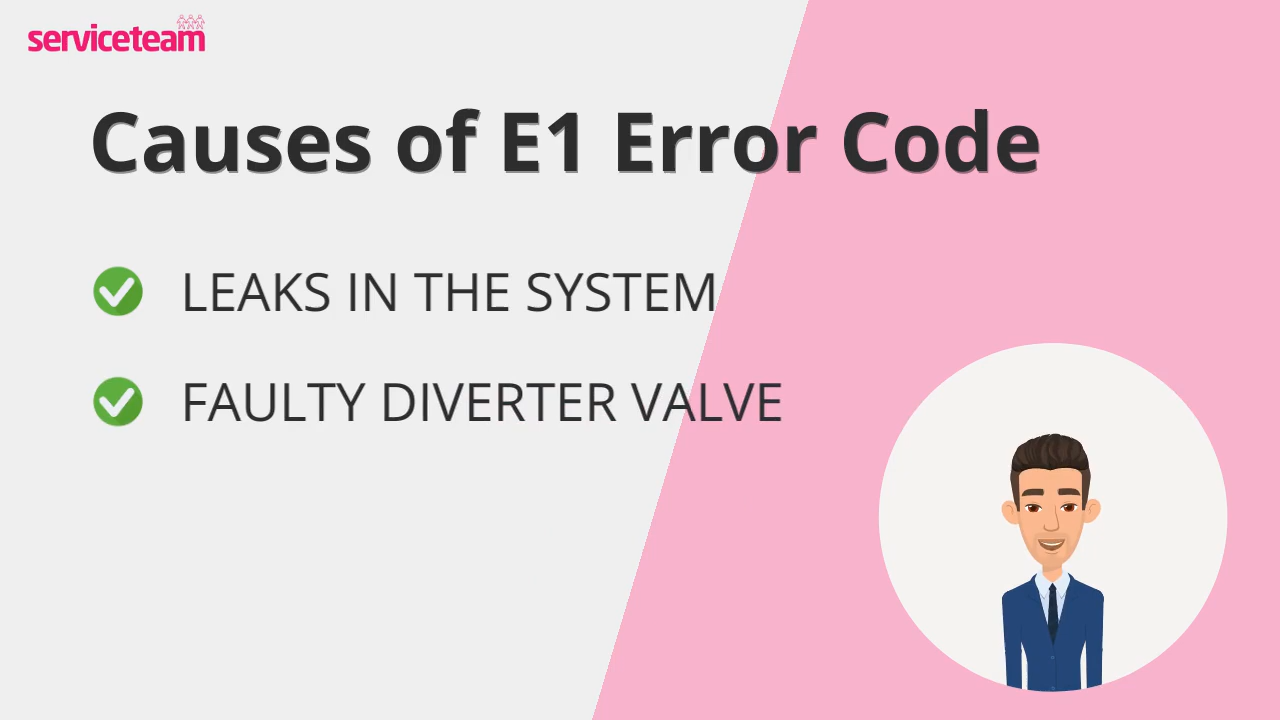 serviceteam
Causes of E1 Error Code
LEAKS IN THE SYSTEM
FAULTY DIVERTER VALVE